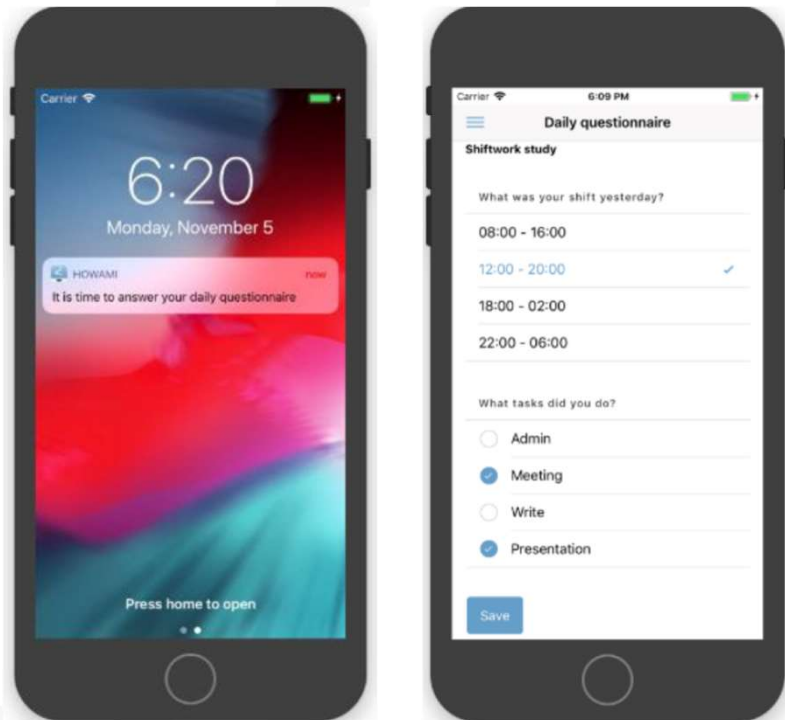 Carrier
6:20
Monday, November 5
HOWAMI
now
It is time to answer your daily questionnaire
Press home to open
Carrier
6:09 PM
Daily questionnaire
Shiftwork study
What was your shift yesterday?
08:00 - 16:00
12:00 - 20:00
18:00 - 02:00
22:00 - 06:00
What tasks did you do?
Admin
Meeting
Write
Presentation
Save